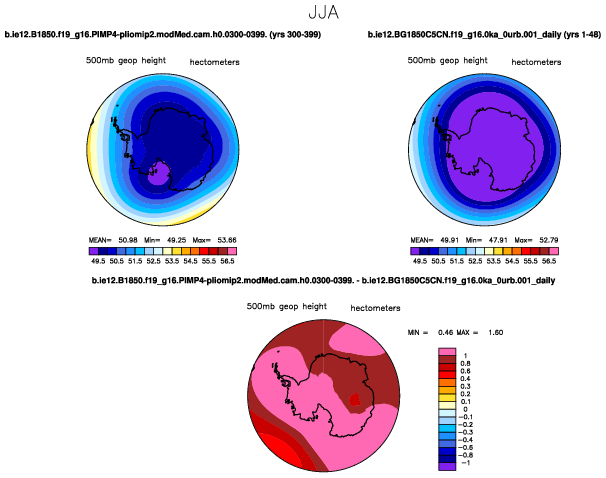 JJA
b.ie12.B1850.f19_g16.PIMP4-pliomip2.modMed.cam.h0.0300-0399. (yrs 300-399)
b.ie12.BG1850C5CN.f19_g16.0ka_0urb.001_daily (yrs 1-48)
500mb geop height hectometers
500mb geop height hectometers
MEAN= 50.98 Min= 49.25 Max= 53.66
MEAN= 49.91 Min= 47.91 Max= 52.79
49.5 50.5 51.5 52.5 53.5 54.5 55.5 56.5
49.5 50.5 51.5 52.5 53.5 54.5 55.5 56.5
b.ie12.B1850.f19_g16.PIMP4-pliomip2.modMed.cam.h0.0300-0399. - b.ie12.BG1850C5CN.f19_g16.0ka_0urb.001_daily
500mb geop height hectometers
MIN = 0.46 MAX = 1.60
1
0.8
0.6
0.4
0.3
0.2
0.1
0
-0.1
-0.2
-0.3
-0.4
-0.6
-0.8
-1